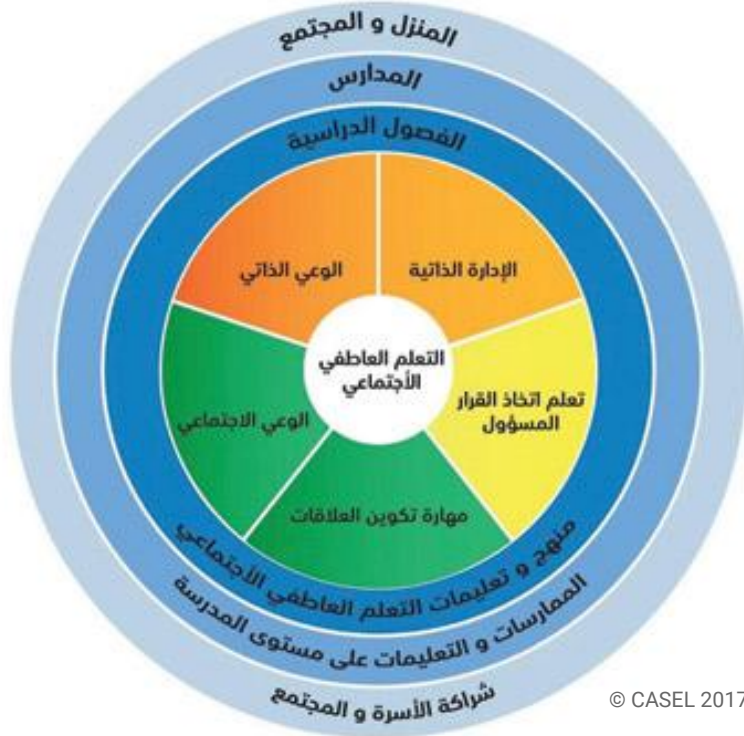 المنزل و المجتمع
المدارس
الفصول الدراسية
الإدارة الذاتية
الوعي الذاتي
التعلم العاطفي
الأجتماعي
تعلم اتخاذ القرار
المسؤول
الوعي الاجتماعي
مهارة تكوين العلاقات
منهج و تعليمات التعلم العاطفي الأجتماعي
الممارسات و التعليمات على مستوى المدرسة
شراكة الأسرة و المجتمع
© CASEL 2017